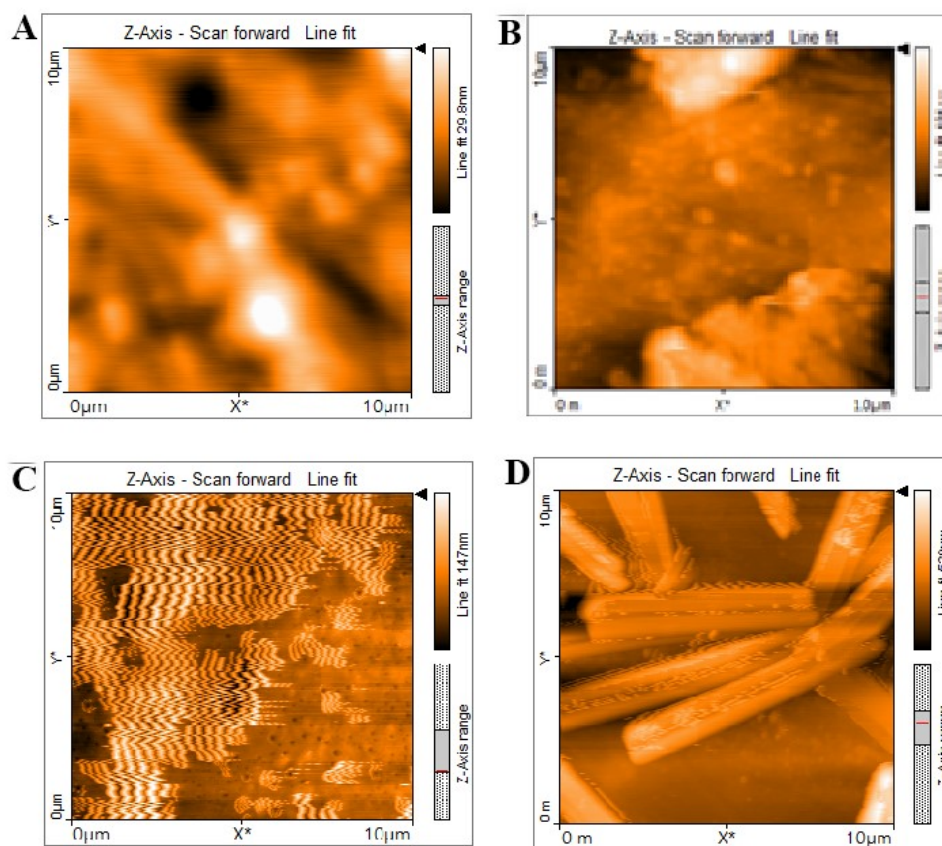 A
Z-Axis - Scan forward Line fit
10µm
Line fit 29.8nm
Y*
Z-Axis range
0µm
0µm X* 10µm
B
Z-Axis - Scan forward Line fit
10µm
Y*
0 m
0 m X* 10µm
C
Z-Axis - Scan forward Line fit
10µm
Line fit 147nm
Y*
Z-Axis range
0µm
0µm X* 10µm
D
Z-Axis - Scan forward Line fit
10µm
Y*
0 m
0 m X* 10µm